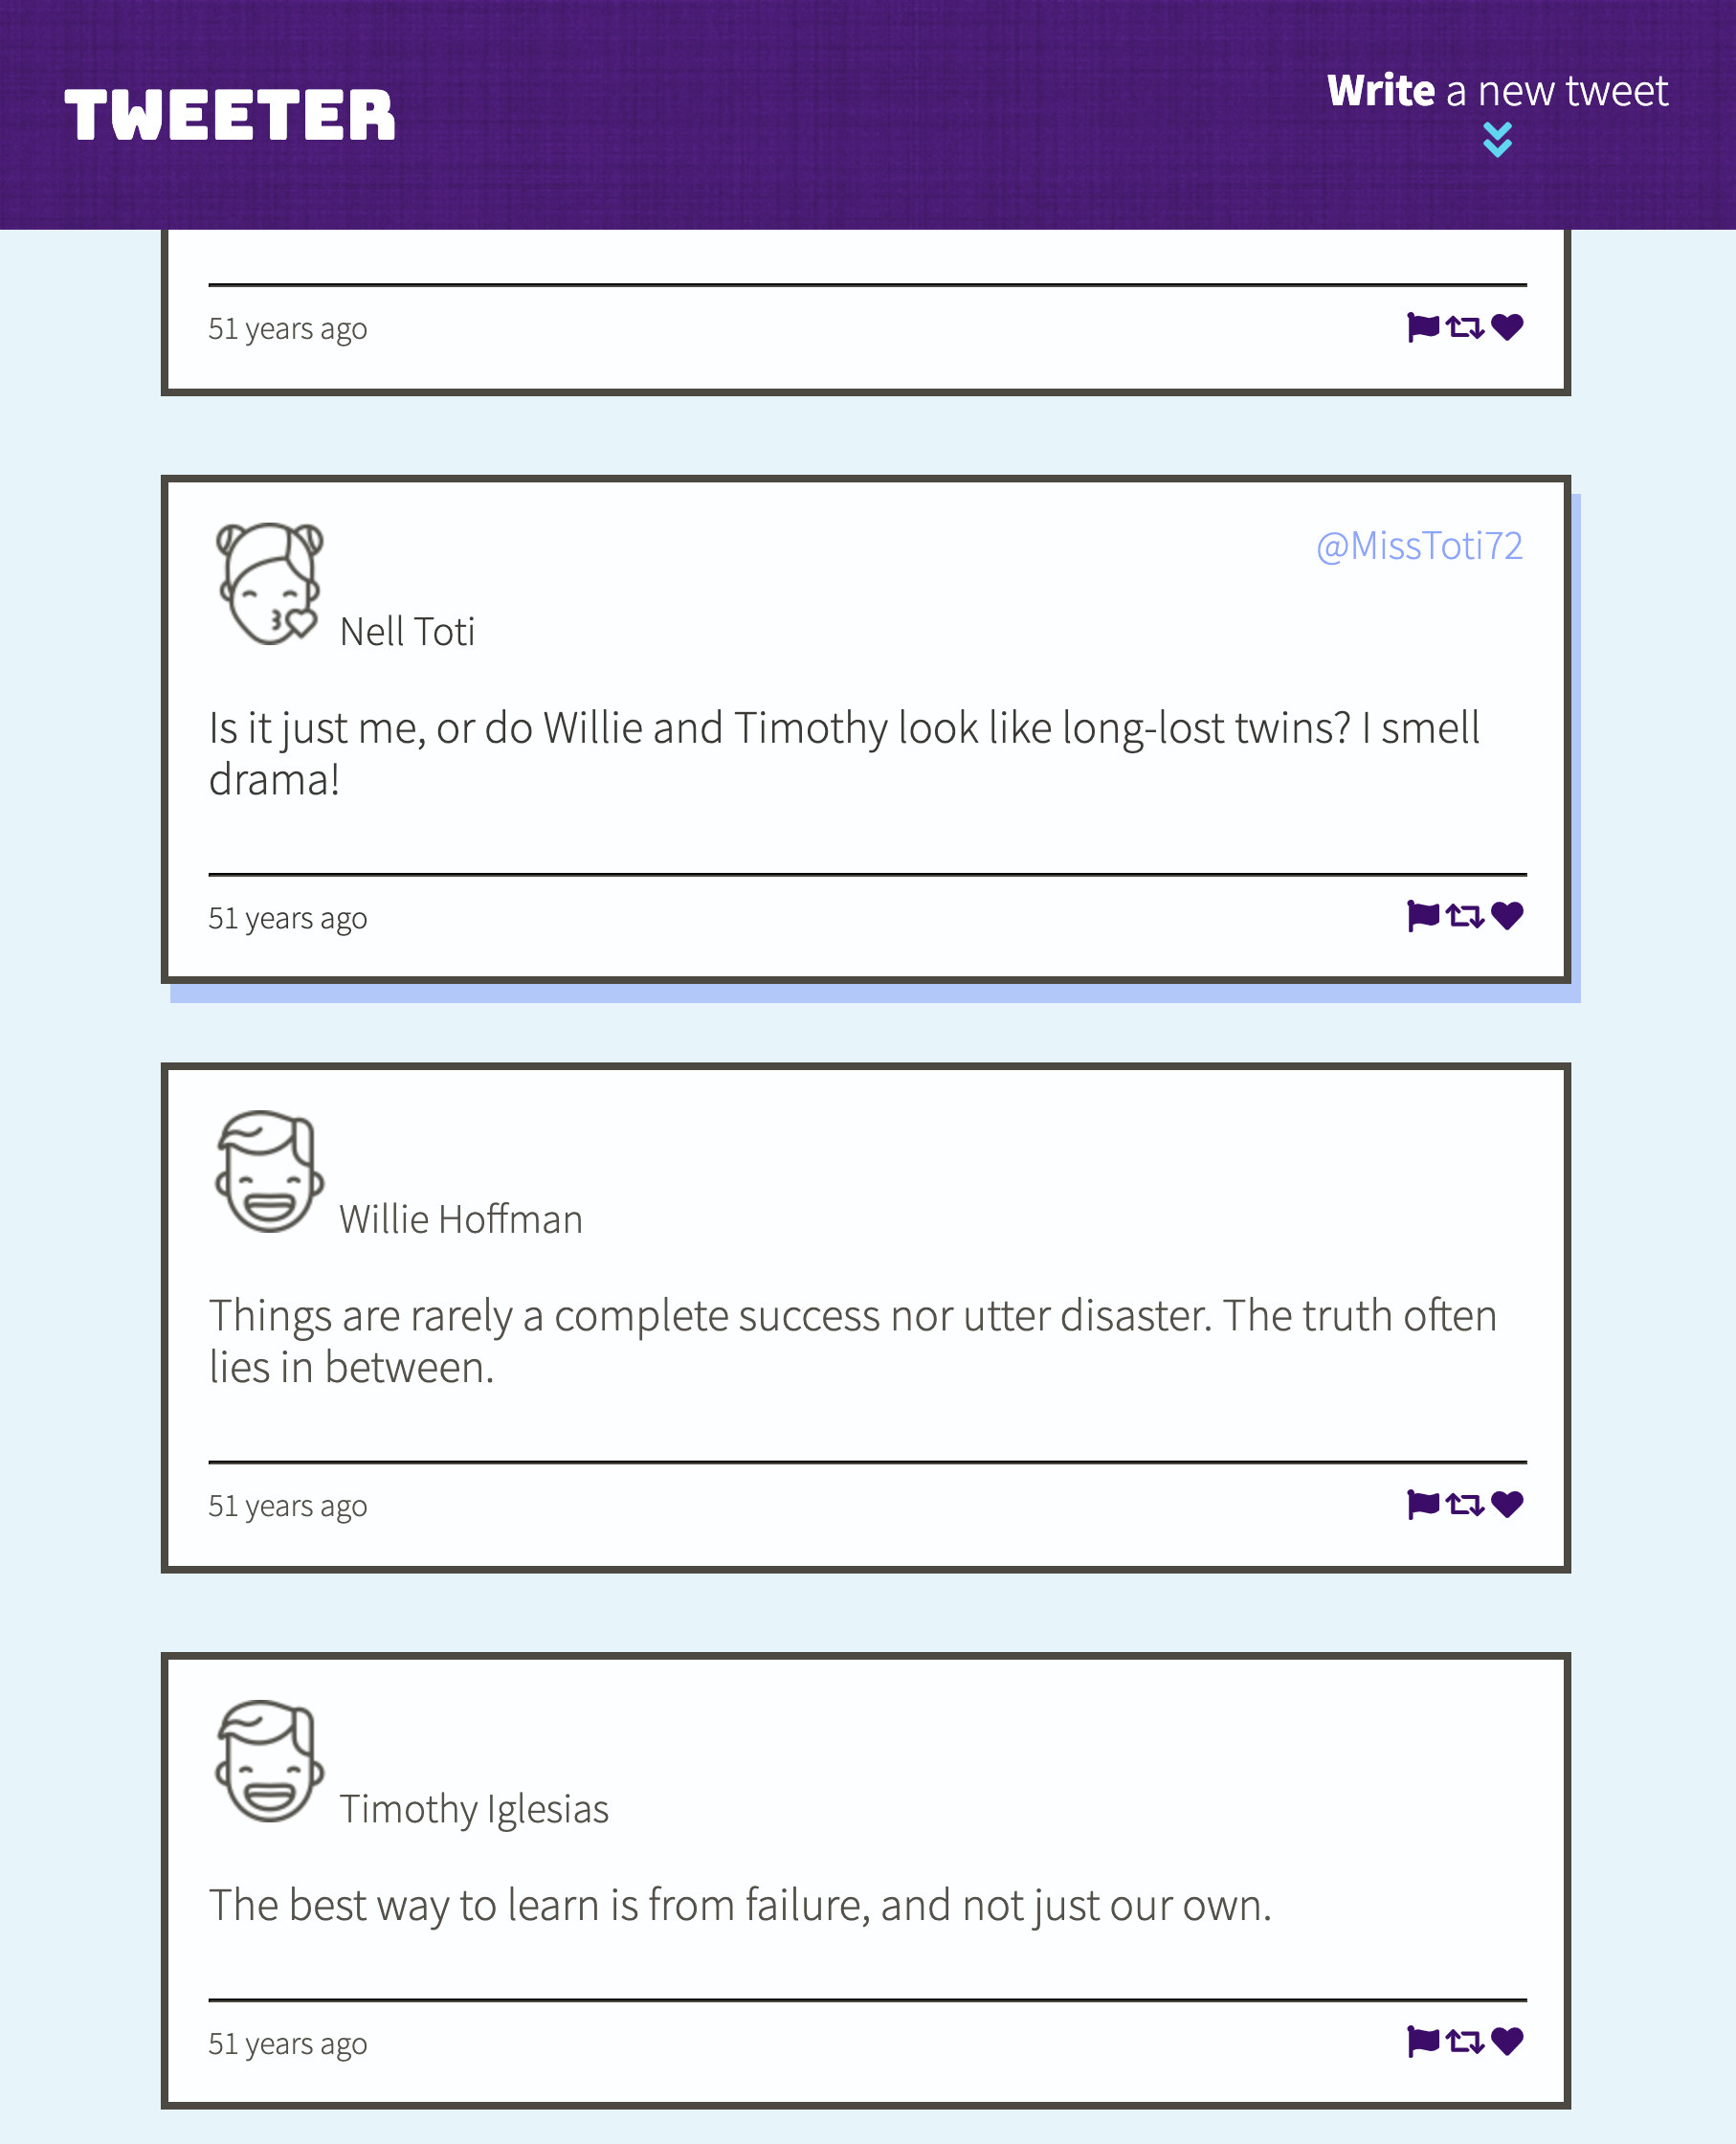 TWEETER
Write a new tweet
51 years ago
@MissToti72
Nell Toti
Is it just me, or do Willie and Timothy look like long-lost twins? I smell
drama!
51 years ago
Willie Hoffman
Things are rarely a complete success nor utter disaster. The truth often
lies in between.
51 years ago
Timothy Iglesias
The best way to learn is from failure, and not just our own.
51 years ago